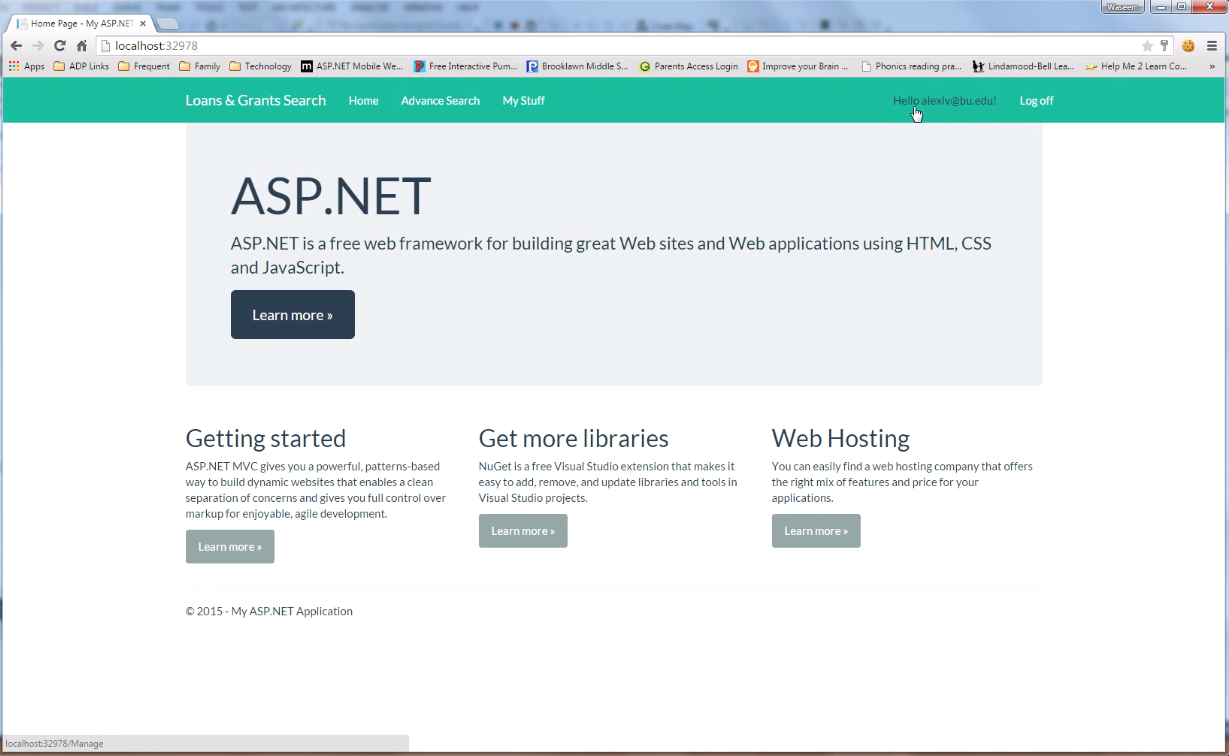 Waseem
Home Page - My ASP.NET
localhost:32978
Apps ADP Links Frequent Family Technology ASP.NET Mobile We... Free Interactive Pum... Brooklawn Middle S... Parents Access Login Improve your Brain ... Phonics reading pra... Lindamood-Bell Lea... Help Me 2 Learn Co... »
Loans & Grants Search Home Advance Search My Stuff Hello alexlv@bu.edu! Log off
ASP.NET
ASP.NET is a free web framework for building great Web sites and Web applications using HTML, CSS
and JavaScript.
Learn more »
Getting started
ASP.NET MVC gives you a powerful, patterns-based
way to build dynamic websites that enables a clean
separation of concerns and gives you full control over
markup for enjoyable, agile development.
Learn more »
Get more libraries
NuGet is a free Visual Studio extension that makes it
easy to add, remove, and update libraries and tools in
Visual Studio projects.
Learn more »
Web Hosting
You can easily find a web hosting company that offers
the right mix of features and price for your
applications.
Learn more »
© 2015 - My ASP.NET Application
localhost:32978/Manage